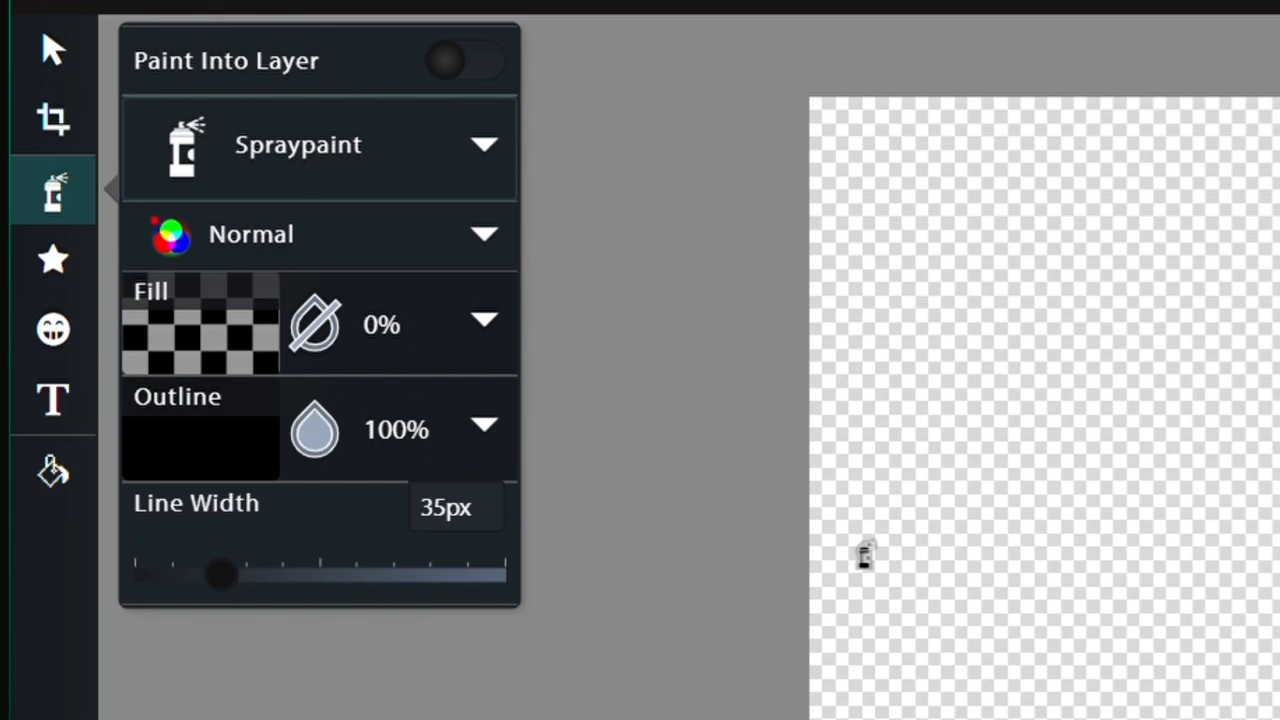 Paint Into Layer
Spraypaint
Normal
Fill
0%
Outline
100%
Line Width
35px
T